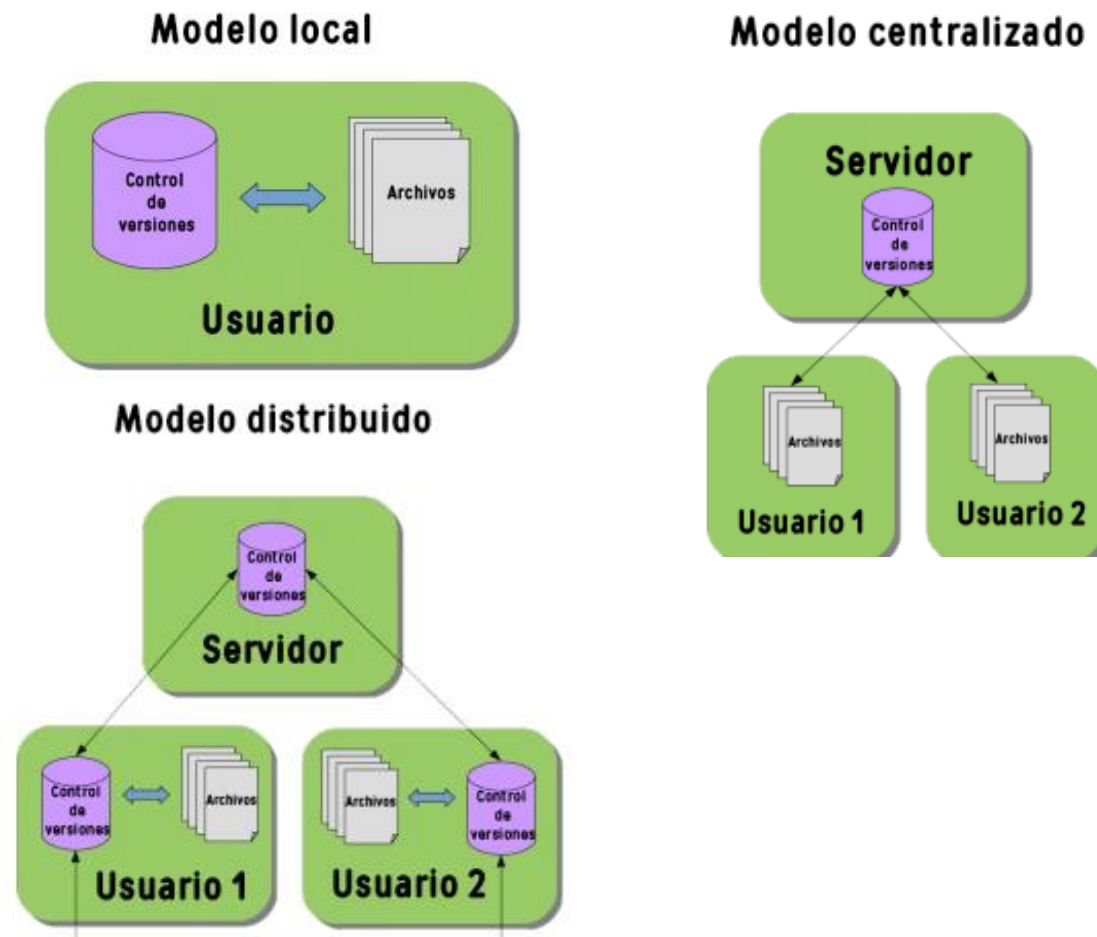 Modelo local
Control
de
versiones
Archivos
Usuario
Modelo centralizado
Servidor
Control
de
versiones
Archivos
Usuario 1
Archivos
Usuario 2
Modelo distribuido
Control
de
versiones
Servidor
Control
de
versiones
Archivos
Usuario 1
Archivos
Control
de
versiones
Usuario 2